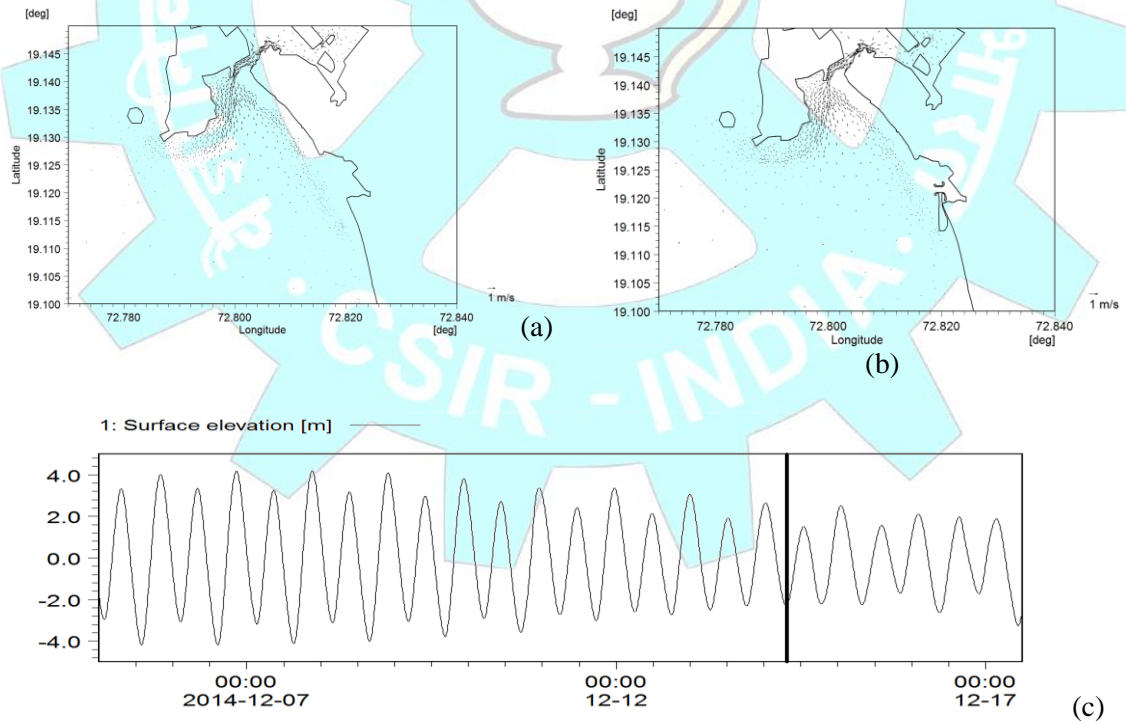 [deg]
19.145
19.140
19.135
19.130
19.125
19.120
19.115
19.110
19.105
19.100
Latitude
72.780 72.800 72.820 72.840
Longitude [deg]
1 m/s
(a)
[deg]
19.145
19.140
19.135
19.130
19.125
19.120
19.115
19.110
19.105
19.100
Latitude
72.780 72.800 72.820 72.840
Longitude [deg]
1 m/s
(b)
CSIR - INDIA
1: Surface elevation [m]
4.0
2.0
0.0
-2.0
-4.0
00:00 00:00 00:00
2014-12-07 12-12 12-17
(c)